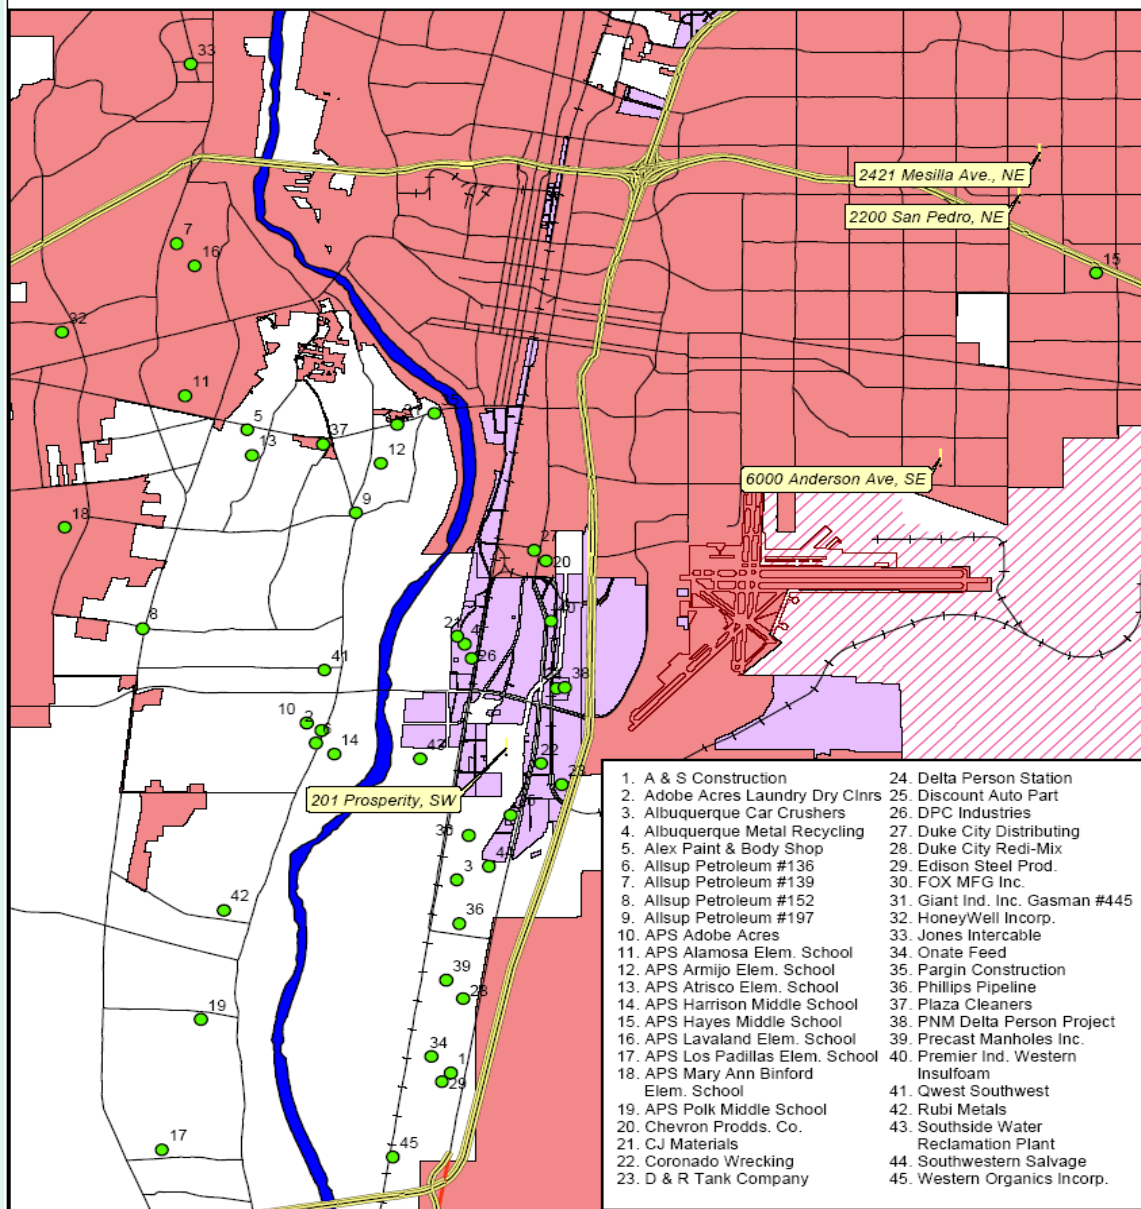 33
2421 Mesilla Ave., NE
2200 San Pedro, NE
7
16
15
32
11
5
37
13
12
6000 Anderson Ave, SE
9
18
27
20
8
21
26
41
38
10
2
6
14
43
22
23
201 Prosperity, SW
3
44
42
36
39
28
19
34
1
29
17
45
1. A & S Construction
2. Adobe Acres Laundry Dry Clnrs
3. Albuquerque Car Crushers
4. Albuquerque Metal Recycling
5. Alex Paint & Body Shop
6. Allsup Petroleum #136
7. Allsup Petroleum #139
8. Allsup Petroleum #152
9. Allsup Petroleum #197
10. APS Adobe Acres
11. APS Alamosa Elem. School
12. APS Armijo Elem. School
13. APS Atrisco Elem. School
14. APS Harrison Middle School
15. APS Hayes Middle School
16. APS Lavaland Elem. School
17. APS Los Padillas Elem. School
18. APS Mary Ann Binford
Elem. School
19. APS Polk Middle School
20. Chevron Prodds. Co.
21. CJ Materials
22. Coronado Wrecking
23. D & R Tank Company
24. Delta Person Station
25. Discount Auto Part
26. DPC Industries
27. Duke City Distributing
28. Duke City Redi-Mix
29. Edison Steel Prod.
30. FOX MFG Inc.
31. Giant Ind. Inc. Gasman #445
32. HoneyWell Incorp.
33. Jones Intercable
34. Onate Feed
35. Pargin Construction
36. Phillips Pipeline
37. Plaza Cleaners
38. PNM Delta Person Project
39. Precast Manholes Inc.
40. Premier Ind. Western
Insulfoam
41. Qwest Southwest
42. Rubi Metals
43. Southside Water
Reclamation Plant
44. Southwestern Salvage
45. Western Organics Incorp.